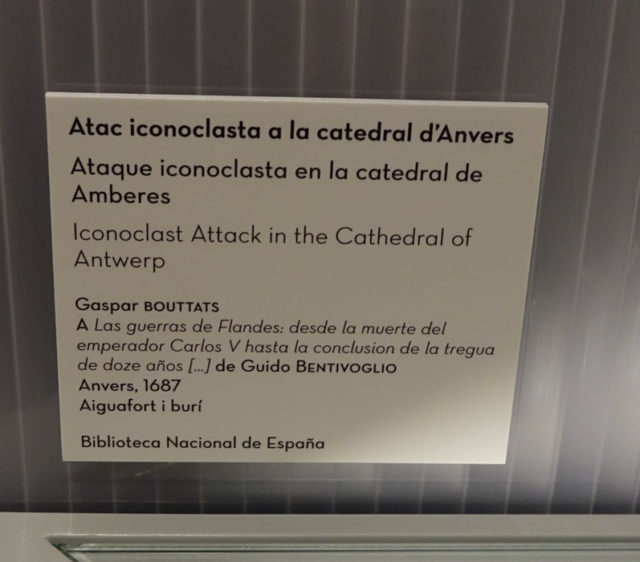 Atac iconoclasta a la catedral d'Anvers
Ataque iconoclasta en la catedral de
Amberes
Iconoclast Attack in the Cathedral of
Antwerp
Gaspar BOUTTATS
A Las guerras de Flandes: desde la muerte del
emperador Carlos V hasta la conclusion de la tregua
de doze años [...] de Guido BENTIVOGLIO
Anvers, 1687
Aiguafort i burí
Biblioteca Nacional de España